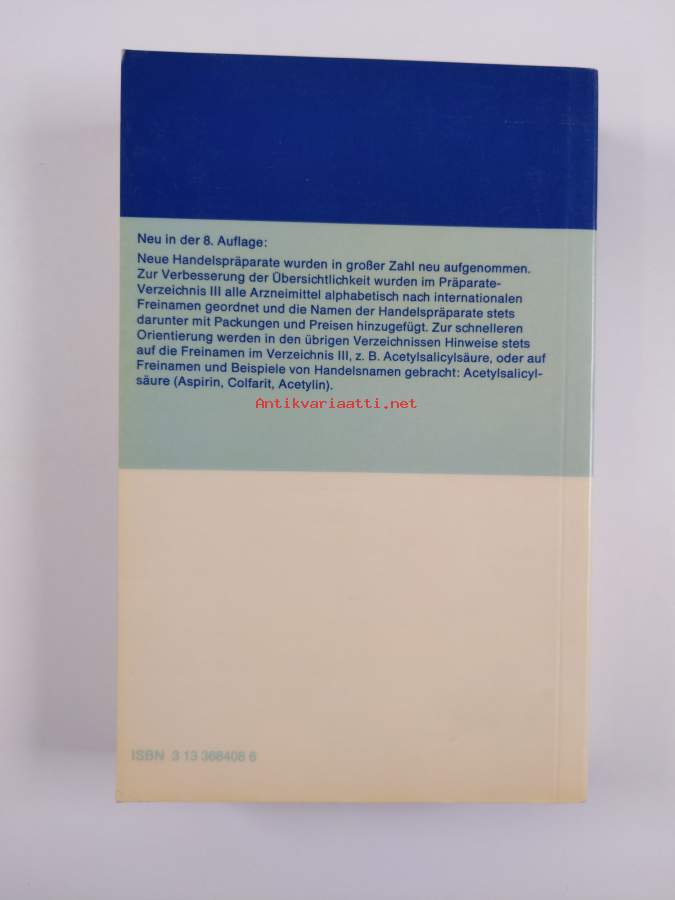 Neu in der 8. Auflage:
Neue Handelspräparate wurden in großer Zahl neu aufgenommen.
Zur Verbesserung der Übersichtlichkeit wurden im Präparate-
Verzeichnis III alle Arzneimittel alphabetisch nach internationalen
Freinamen geordnet und die Namen der Handelspräparate stets
darunter mit Packungen und Preisen hinzugefügt. Zur schnelleren
Orientierung werden in den übrigen Verzeichnissen Hinweise stets
auf die Freinamen im Verzeichnis III, z. B. Acetylsalicylsäure, oder auf
Freinamen und Beispiele von Handelsnamen gebracht: Acetylsalicyl-
säure (Aspirin, Colfarit, Acetylin).
Antikvariaatti.net
ISBN 3 13 368408 6